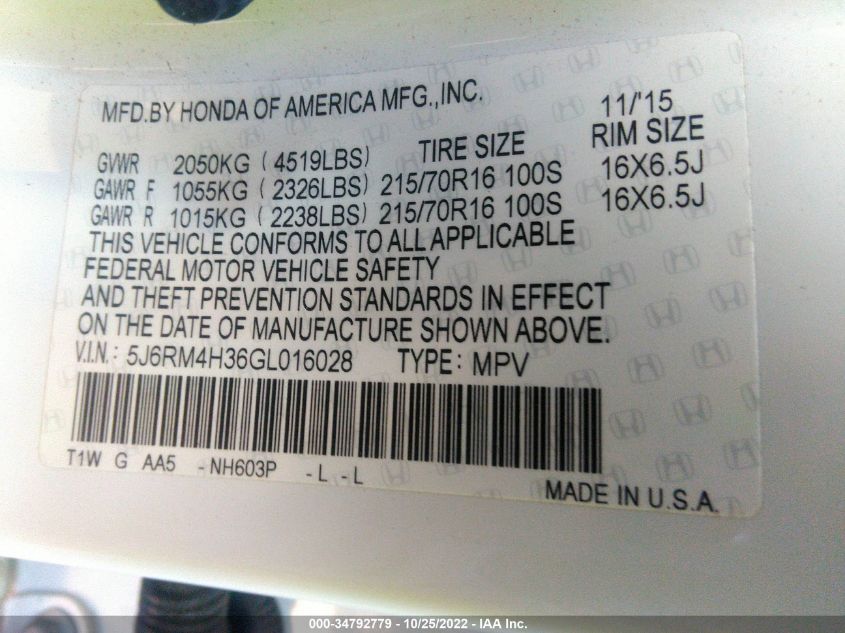 MFD.BY HONDA OF AMERICA MFG.,INC. 11/'15
TIRE SIZE RIM SIZE
GVWR 2050KG (4519LBS)
GAWR F 1055KG (2326LBS) 215/70R16 100S 16X6.5J
GAWR R 1015KG (2238LBS) 215/70R16 100S 16X6.5J
THIS VEHICLE CONFORMS TO ALL APPLICABLE
FEDERAL MOTOR VEHICLE SAFETY
AND THEFT PREVENTION STANDARDS IN EFFECT
ON THE DATE OF MANUFACTURE SHOWN ABOVE.
V.I.N.: 5J6RM4H36GL016028 TYPE: MPV
T1W G AA5 -NH603P -L -L
MADE IN U.S.A.
000-34792779 - 10/25/2022 - IAA Inc.